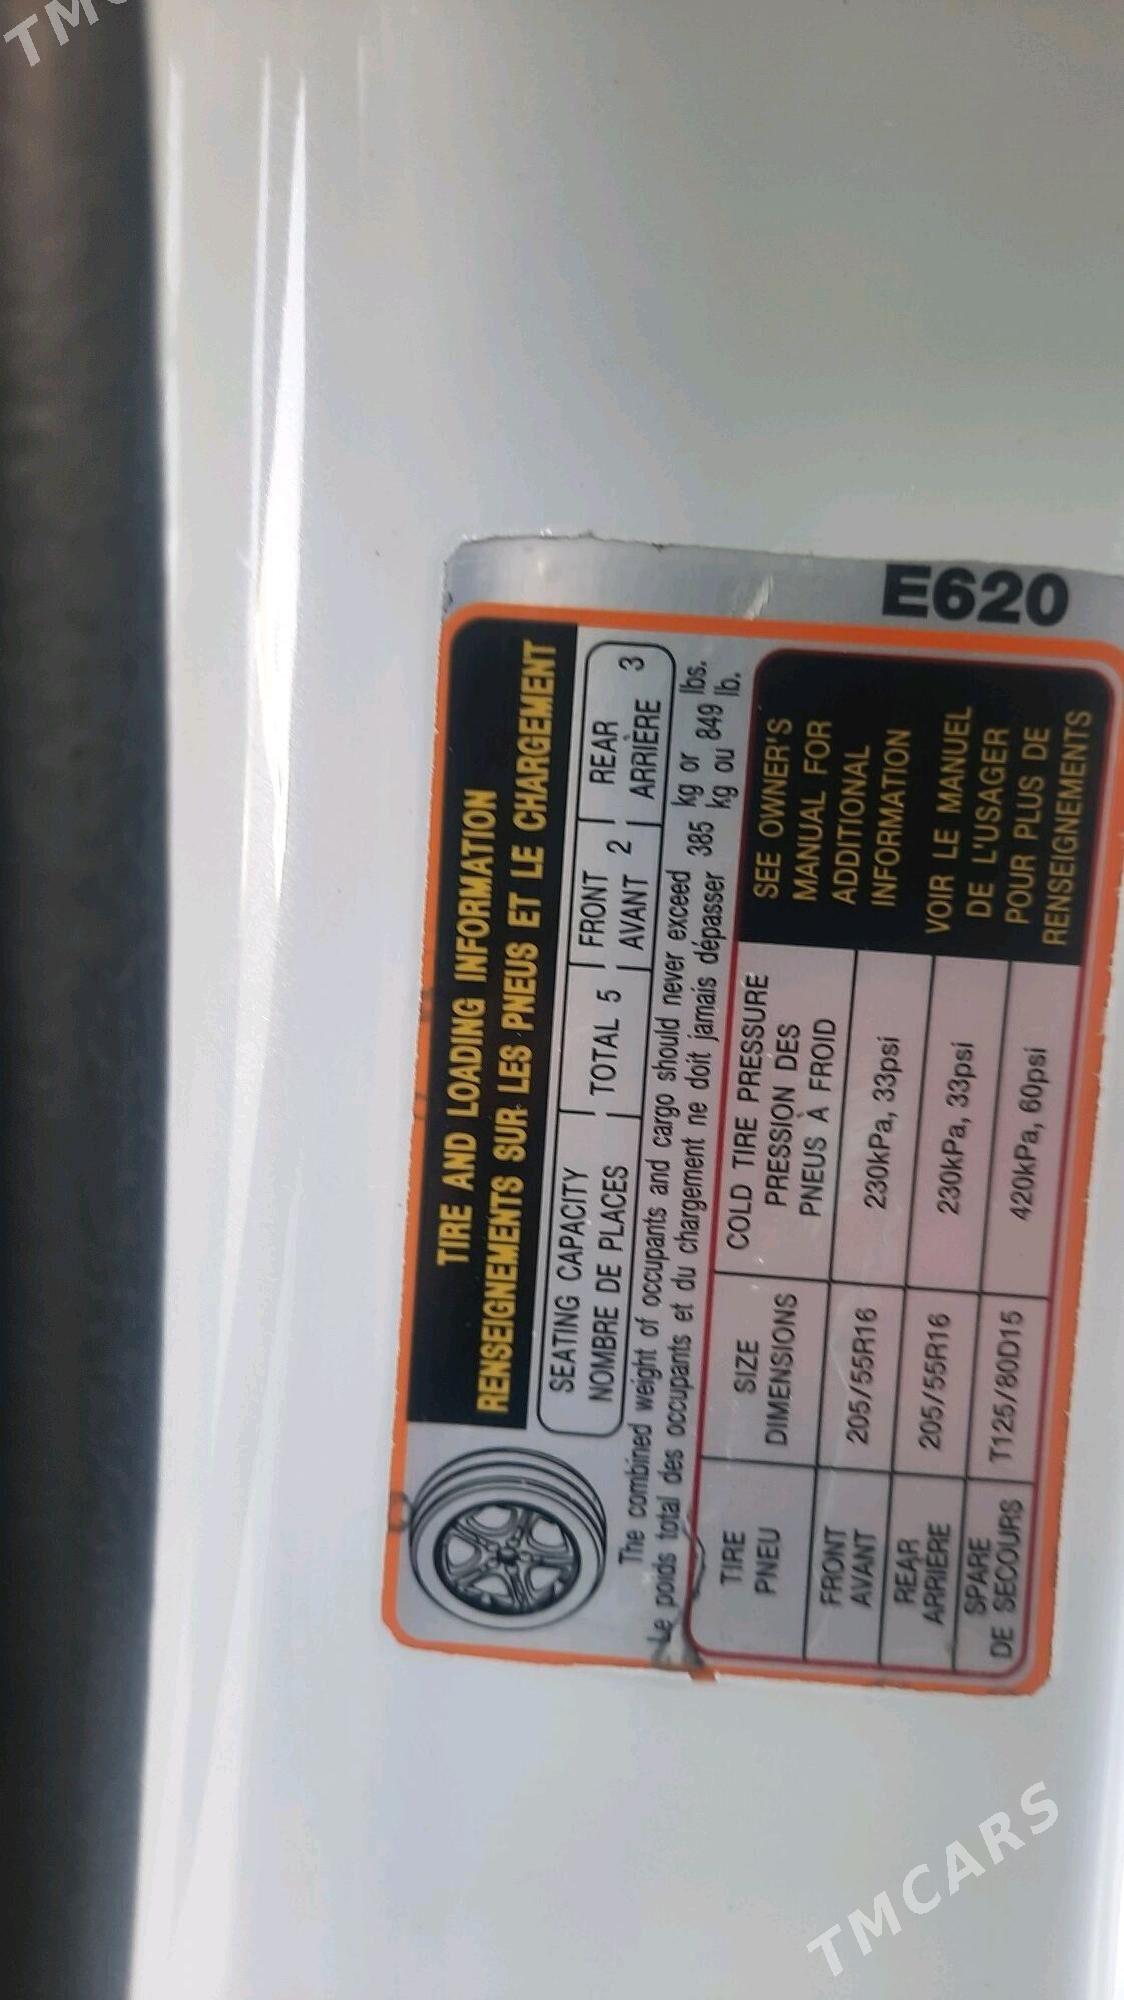 TIRE AND LOADING INFORMATION
RENSEIGNEMENTS SUR LES PNEUS ET LE CHARGEMENT
SEATING CAPACITY
NOMBRE DE PLACES
TOTAL 5
FRONT
AVANT 2
REAR
ARRIÈRE 3
The combined weight of occupants and cargo should never exceed 385 kg or 849 lbs.
Le poids total des occupants et du chargement ne doit jamais dépasser 385 kg ou 849 lb.
TIRE
PNEU
SIZE
DIMENSIONS
COLD TIRE PRESSURE
PRESSION DES
PNEUS À FROID
FRONT
AVANT
205/55R16
230kPa, 33psi
REAR
ARRIERE
205/55R16
230kPa, 33psi
SPARE
DE SECOURS
T125/80D15
420kPa, 60psi
SEE OWNER'S
MANUAL FOR
ADDITIONAL
INFORMATION
VOIR LE MANUEL
DE L'USAGER
POUR PLUS DE
RENSEIGNEMENTS
E620
TMCARS